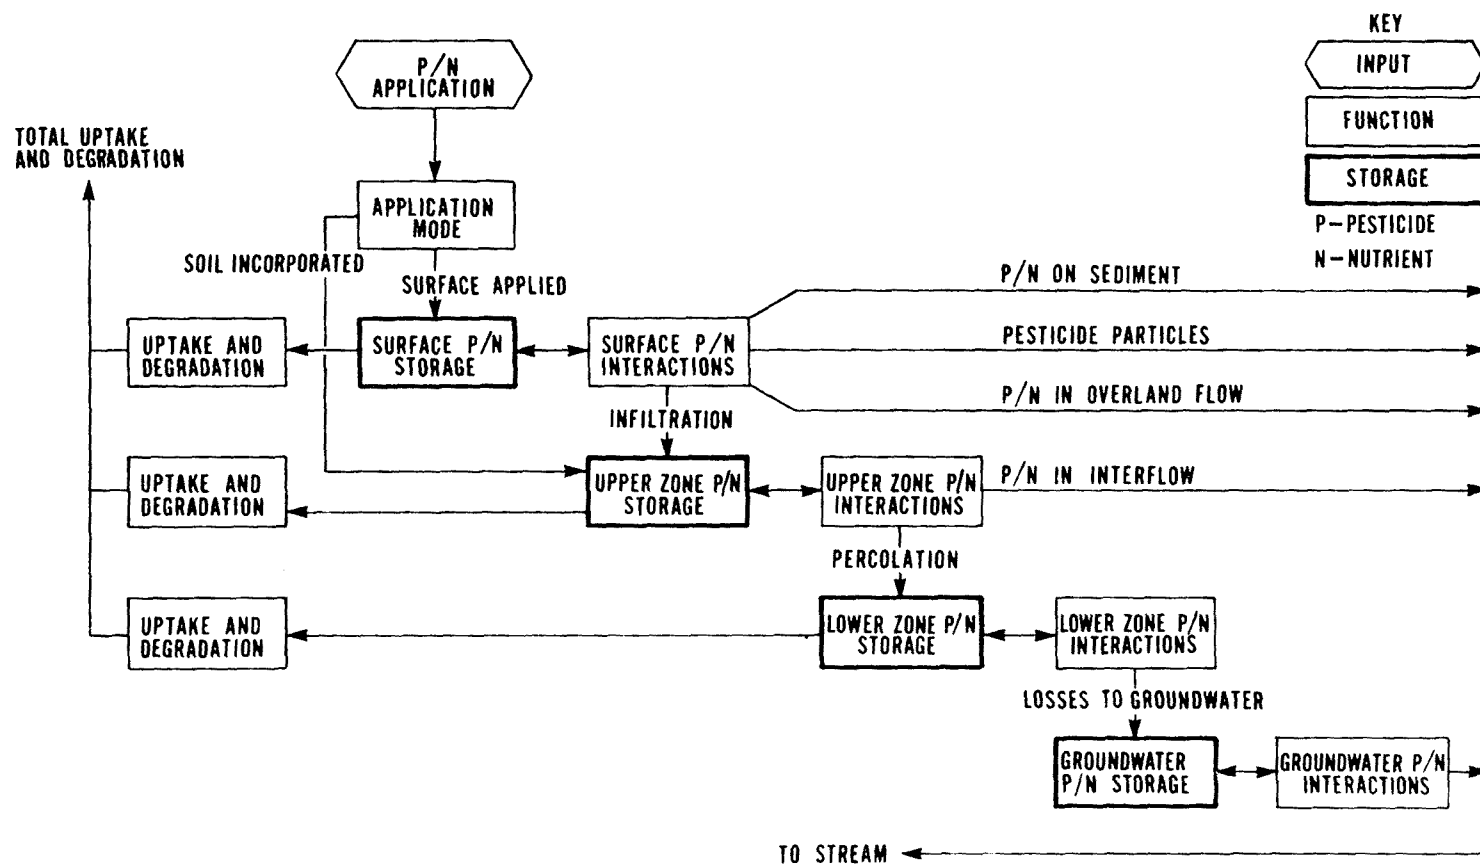 KEY
INPUT
FUNCTION
STORAGE
P-PESTICIDE
N-NUTRIENT
P/N
APPLICATION
TOTAL UPTAKE
AND DEGRADATION
APPLICATION
MODE
SOIL INCORPORATED
SURFACE APPLIED
P/N ON SEDIMENT
UPTAKE AND
DEGRADATION
SURFACE P/N
STORAGE
SURFACE P/N
INTERACTIONS
PESTICIDE PARTICLES
P/N IN OVERLAND FLOW
INFILTRATION
UPTAKE AND
DEGRADATION
UPPER ZONE P/N
STORAGE
UPPER ZONE P/N
INTERACTIONS
P/N IN INTERFLOW
PERCOLATION
UPTAKE AND
DEGRADATION
LOWER ZONE P/N
STORAGE
LOWER ZONE P/N
INTERACTIONS
LOSSES TO GROUNDWATER
GROUNDWATER
P/N STORAGE
GROUNDWATER P/N
INTERACTIONS
TO STREAM